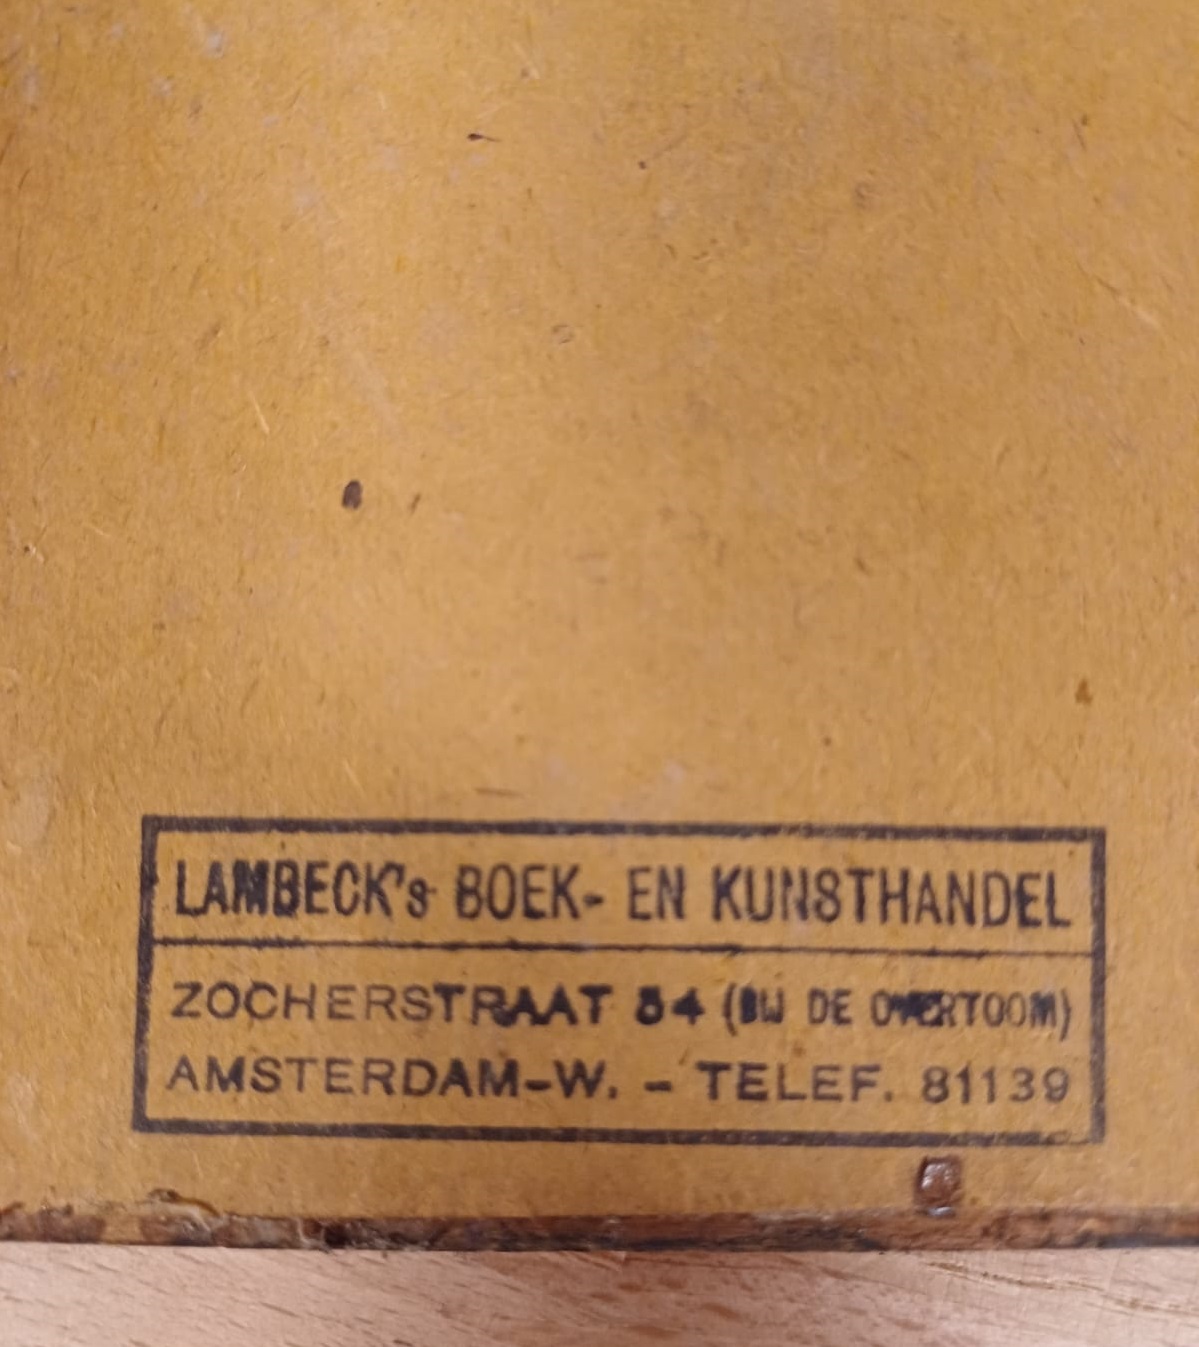 LAMBECK's BOEK- EN KUNSTHANDEL
ZOCHERSTRAAT 54 (BIJ DE OVERTOOM)
AMSTERDAM-W. - TELEF. 81139